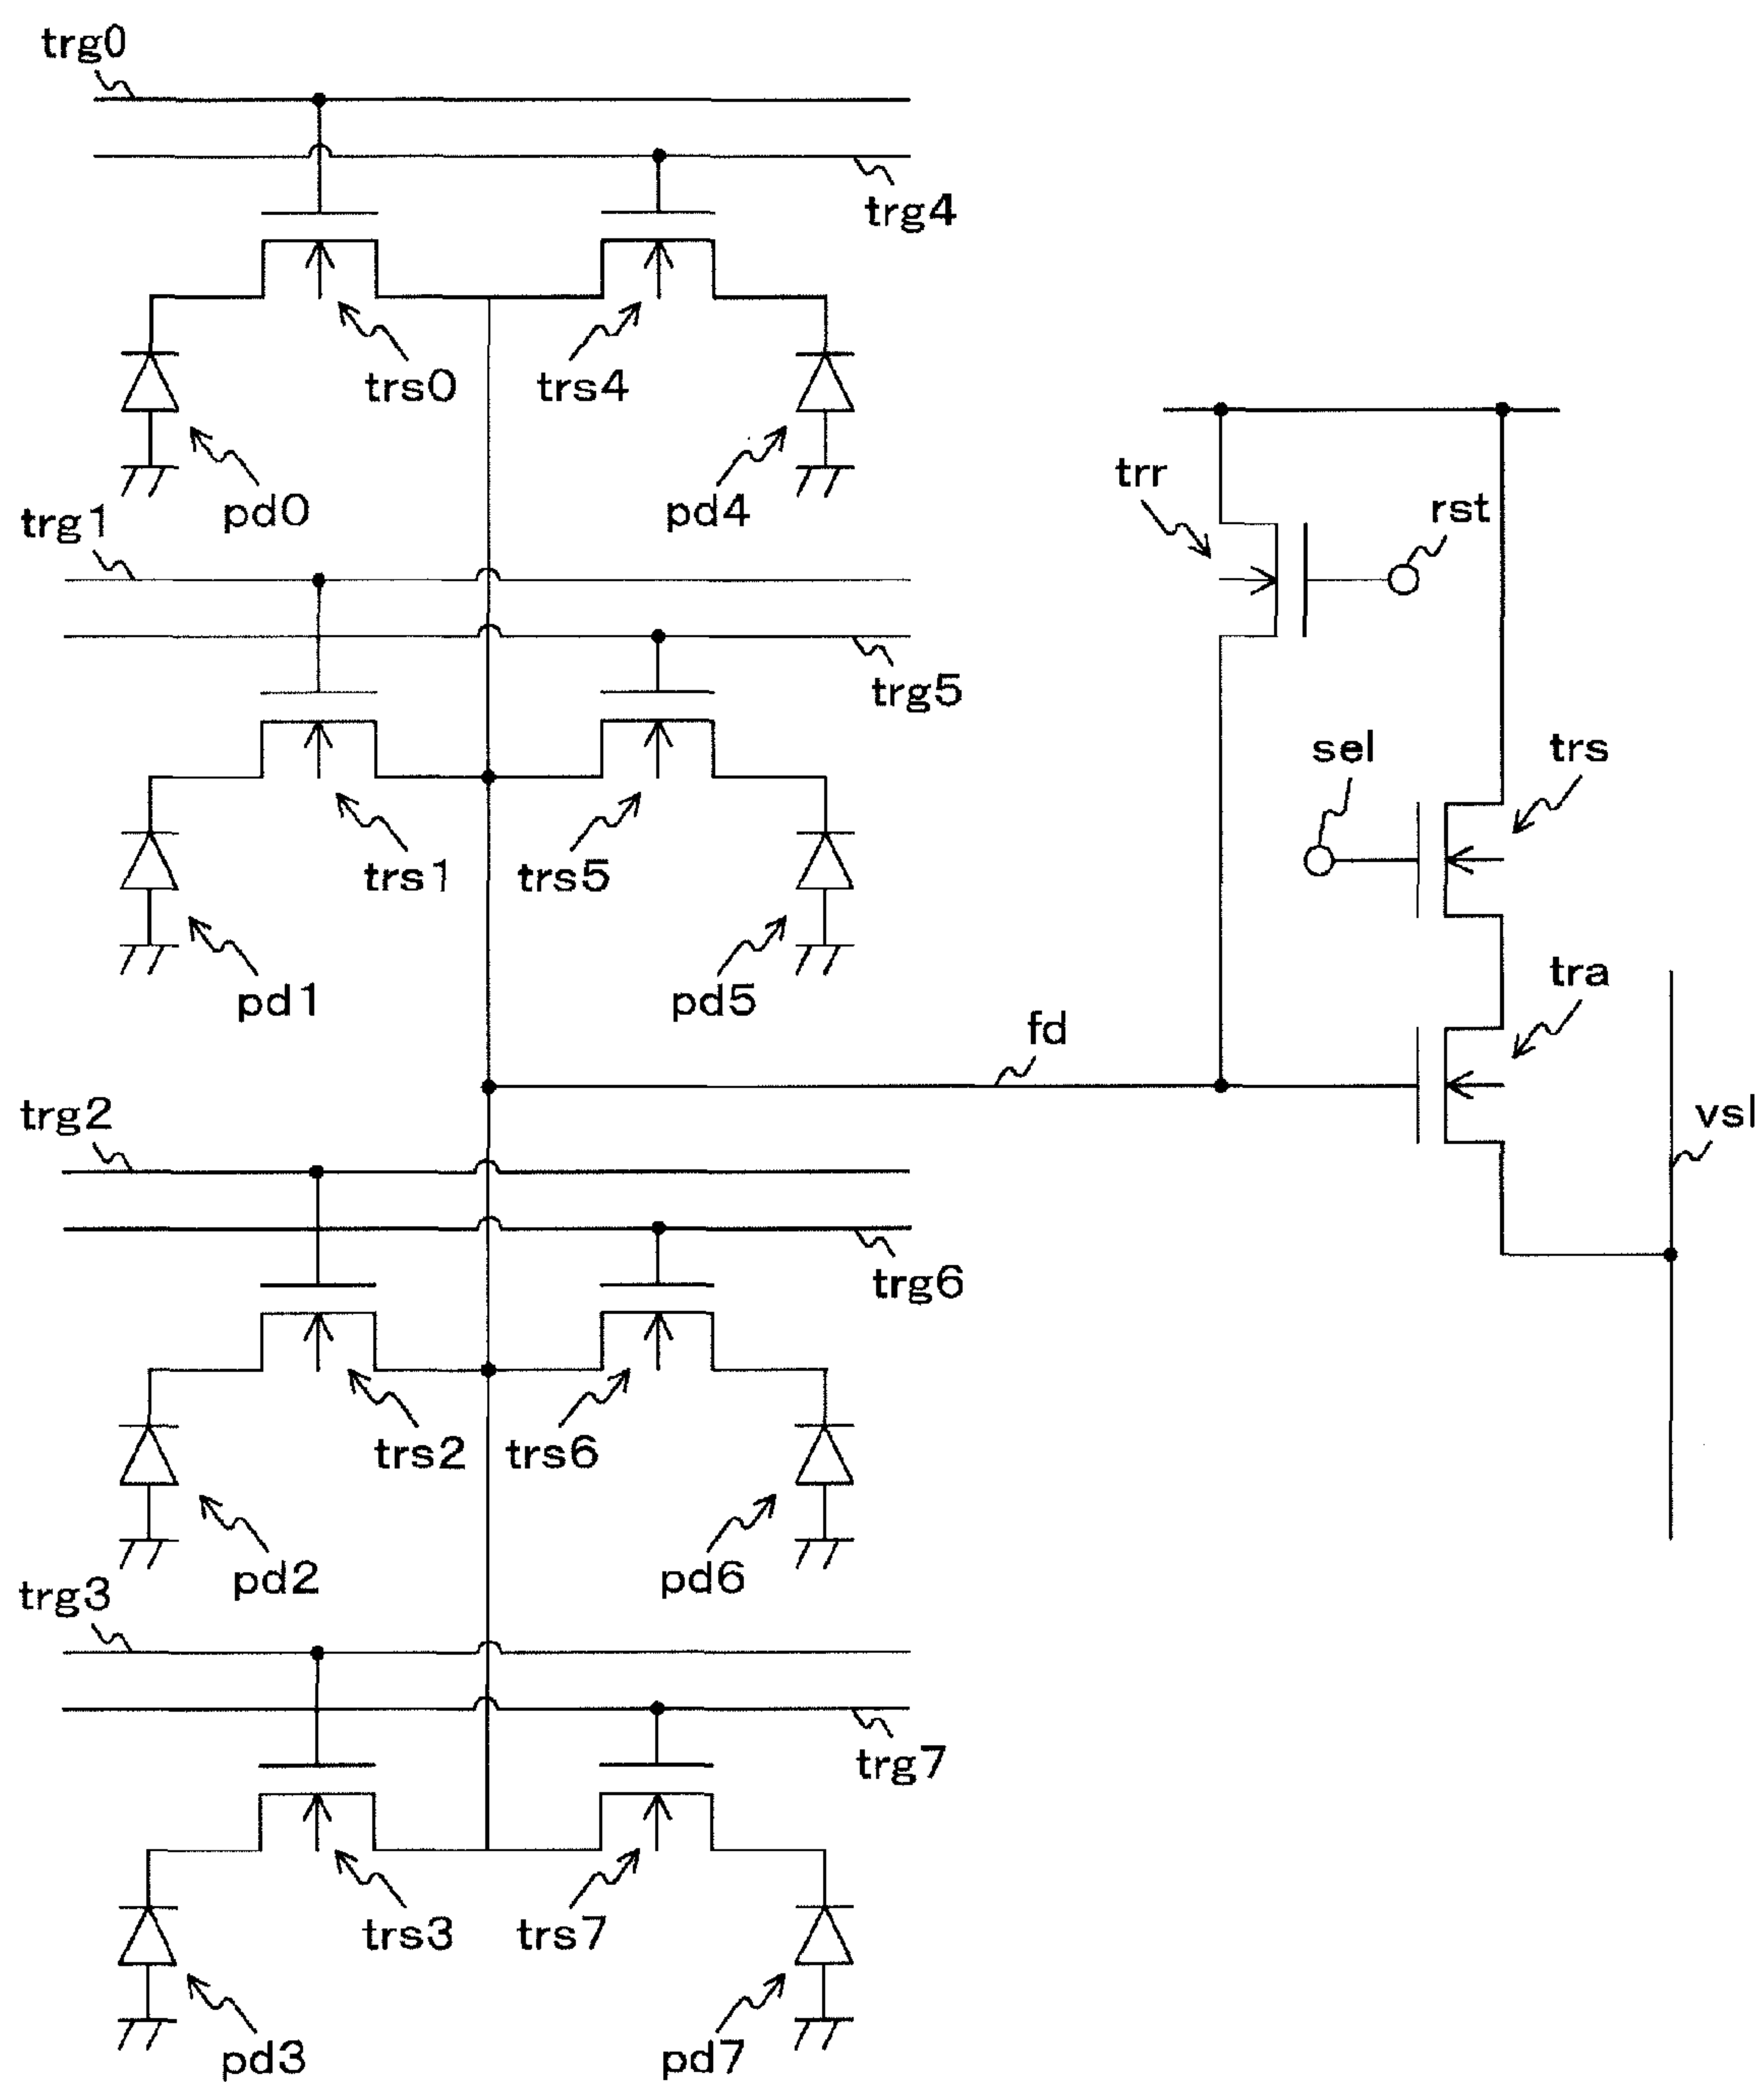 trg0
trg4
trs0
trs4
pd0
pd4
trg1
trr
rst
trg5
sel
trs
trs1
trs5
pd1
pd5
tra
fd
trg2
vsl
trg6
trs2
trs6
pd2
pd6
trg3
trg7
trs3
trs7
pd3
pd7